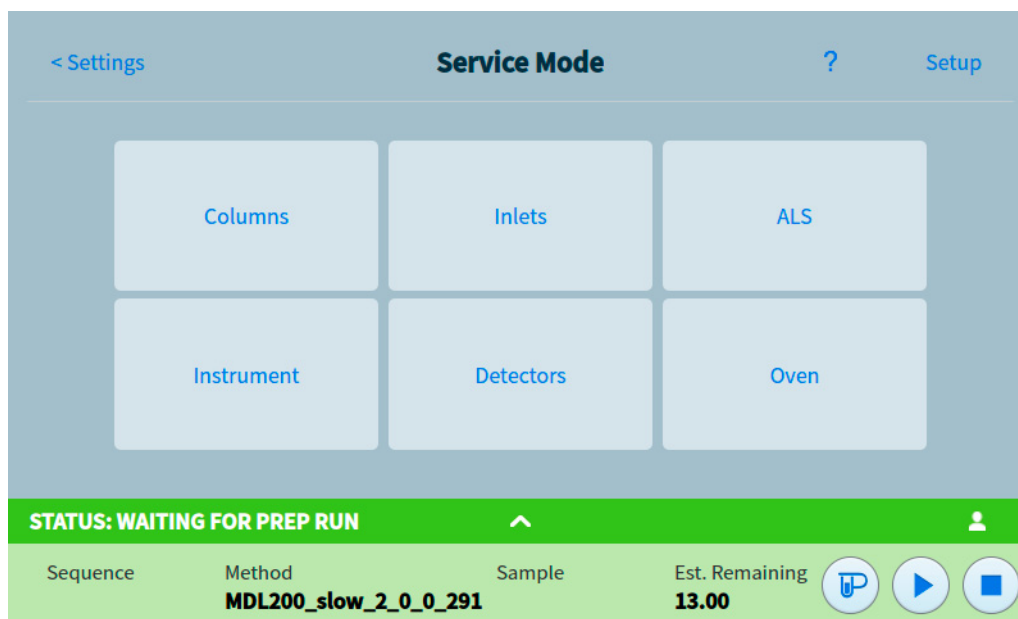 < Settings Service Mode ? Setup
Columns Inlets ALS
Instrument Detectors Oven
STATUS: WAITING FOR PREP RUN
Sequence Method Sample Est. Remaining
MDL200_slow_2_0_0_291 13.00